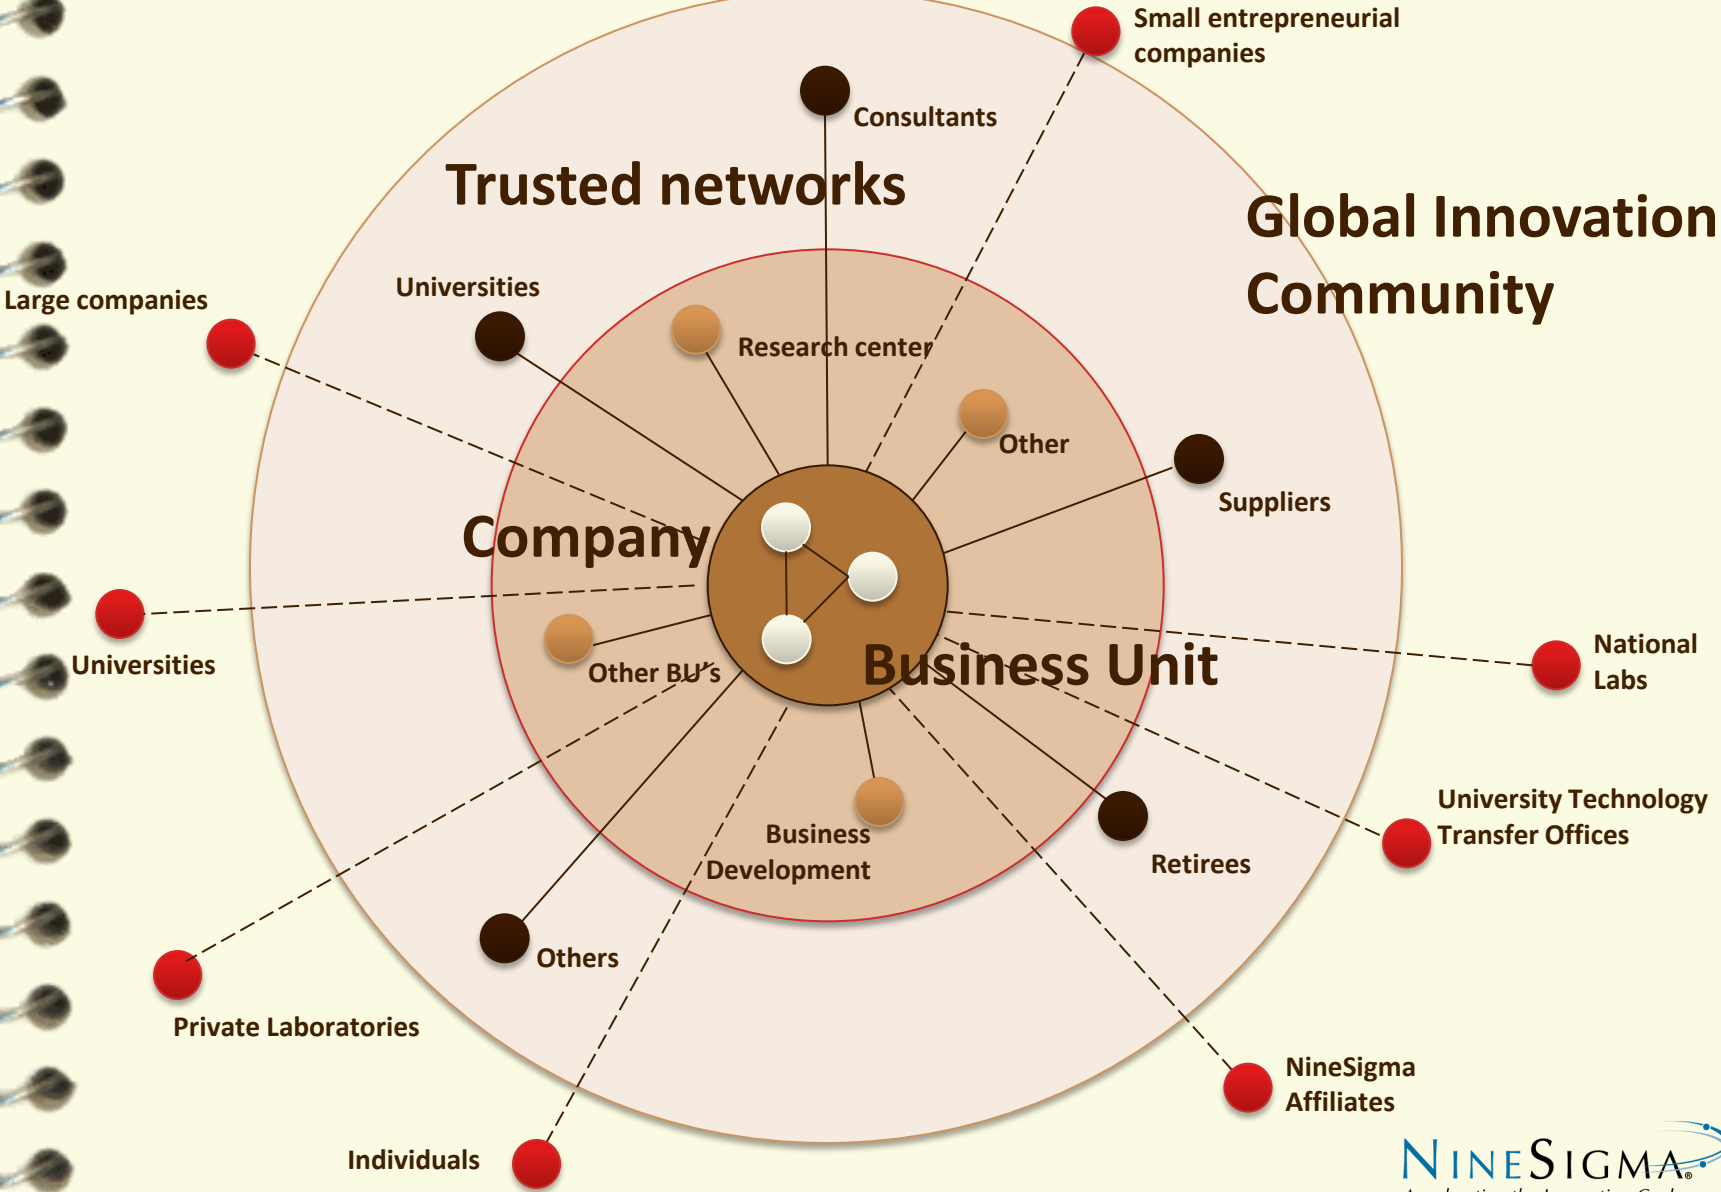 Small entrepreneurial
companies
Consultants
Trusted networks
Global Innovation
Community
Universities
Large companies
Research center
Other
Suppliers
Company
Universities
Other BU's
Business Unit
National
Labs
University Technology
Transfer Offices
Business
Development
Retirees
Others
Private Laboratories
NineSigma
Affiliates
Individuals
NINESIGMA®